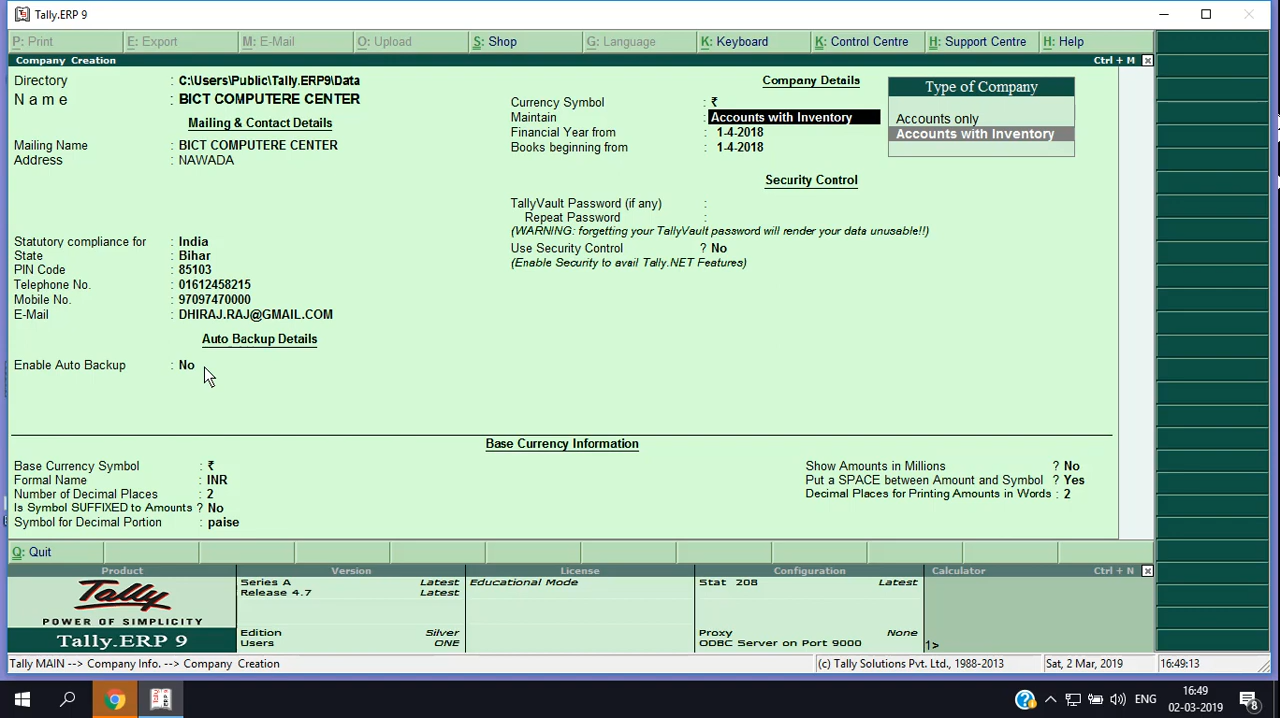 Tally.ERP 9
P: Print E: Export M: E-Mail O: Upload S: Shop G: Language K: Keyboard K: Control Centre H: Support Centre H: Help
Company Creation Ctrl + M
Directory : C:\Users\Public\Tally.ERP9\Data
Name : BICT COMPUTERE CENTER
Mailing & Contact Details
Mailing Name : BICT COMPUTERE CENTER
Address : NAWADA
Statutory compliance for : India
State : Bihar
PIN Code : 85103
Telephone No. : 01612458215
Mobile No. : 97097470000
E-Mail : DHIRAJ.RAJ@GMAIL.COM
Auto Backup Details
Enable Auto Backup : No
Company Details
Currency Symbol : ₹
Maintain : Accounts with Inventory
Financial Year from : 1-4-2018
Books beginning from : 1-4-2018
Type of Company
Accounts only
Accounts with Inventory
Security Control
TallyVault Password (if any) :
Repeat Password :
(WARNING: forgetting your TallyVault password will render your data unusable!!)
Use Security Control ? No
(Enable Security to avail Tally.NET Features)
Base Currency Information
Base Currency Symbol : ₹
Formal Name : INR
Number of Decimal Places : 2
Is Symbol SUFFIXED to Amounts ? No
Symbol for Decimal Portion : paise
Show Amounts in Millions ? No
Put a SPACE between Amount and Symbol ? Yes
Decimal Places for Printing Amounts in Words : 2
Q: Quit
Product
Tally
POWER OF SIMPLICITY
Tally.ERP 9
Version
Series A Latest
Release 4.7 Latest
Edition Silver
Users ONE
License
Educational Mode
Configuration
Stat 208 Latest
Proxy None
ODBC Server on Port 9000
Calculator Ctrl + N
1>
Tally MAIN --> Company Info. --> Company Creation (c) Tally Solutions Pvt. Ltd., 1988-2013 Sat, 2 Mar, 2019 16:49:13
ENG 16:49
02-03-2019
8